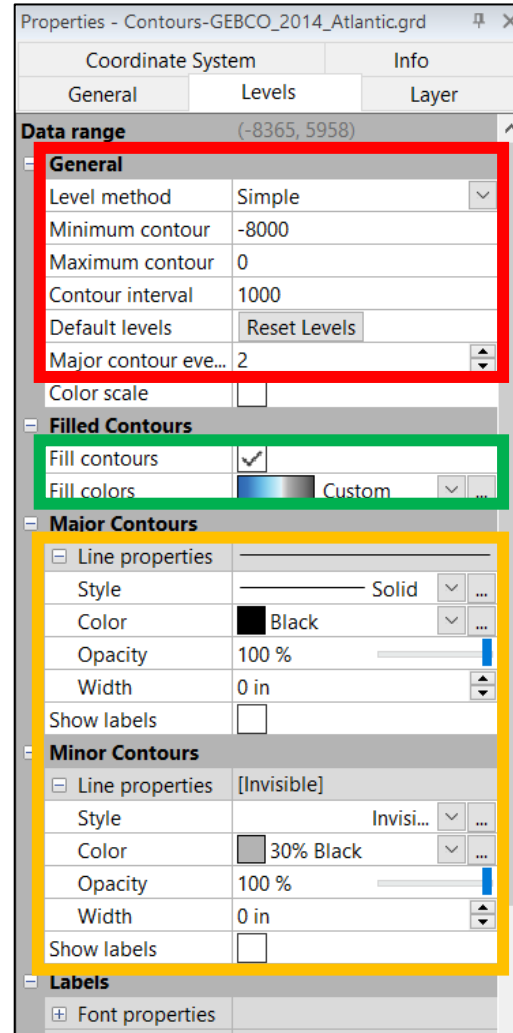 Properties - Contours-GEBCO_2014_Atlantic.grd
Coordinate System Info
General Levels Layer
Data range (-8365, 5958)
General
Level method Simple
Minimum contour -8000
Maximum contour 0
Contour interval 1000
Default levels Reset Levels
Major contour eve... 2
Color scale
Filled Contours
Fill contours
Fill colors Custom ...
Major Contours
Line properties
Style Solid ...
Color Black ...
Opacity 100 %
Width 0 in
Show labels
Minor Contours
Line properties [Invisible]
Style Invisi... ...
Color 30% Black ...
Opacity 100 %
Width 0 in
Show labels
Labels
Font properties